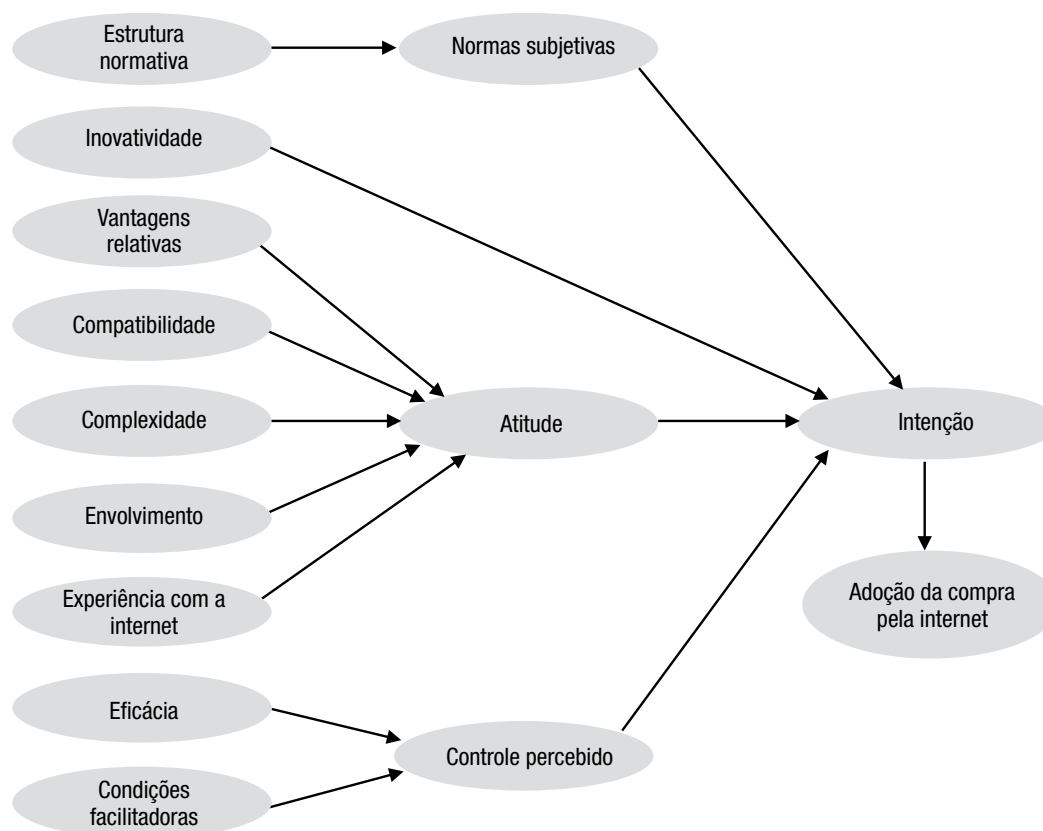 Estrutura
normativa
Normas subjetivas
Inovatividade
Vantagens
relativas
Compatibilidade
Complexidade
Atitude
Intenção
Envolvimento
Experiência com a
internet
Adoção da compra
pela internet
Eficácia
Controle percebido
Condições
facilitadoras